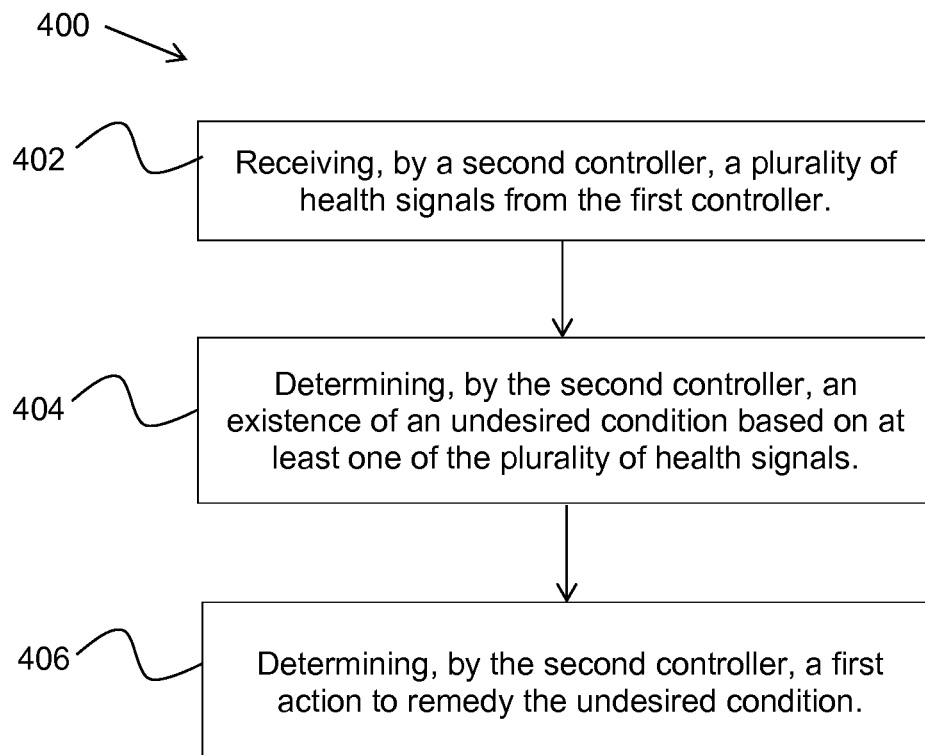 400
402
Receiving, by a second controller, a plurality of
health signals from the first controller.
404
Determining, by the second controller, an
existence of an undesired condition based on at
least one of the plurality of health signals.
406
Determining, by the second controller, a first
action to remedy the undesired condition.